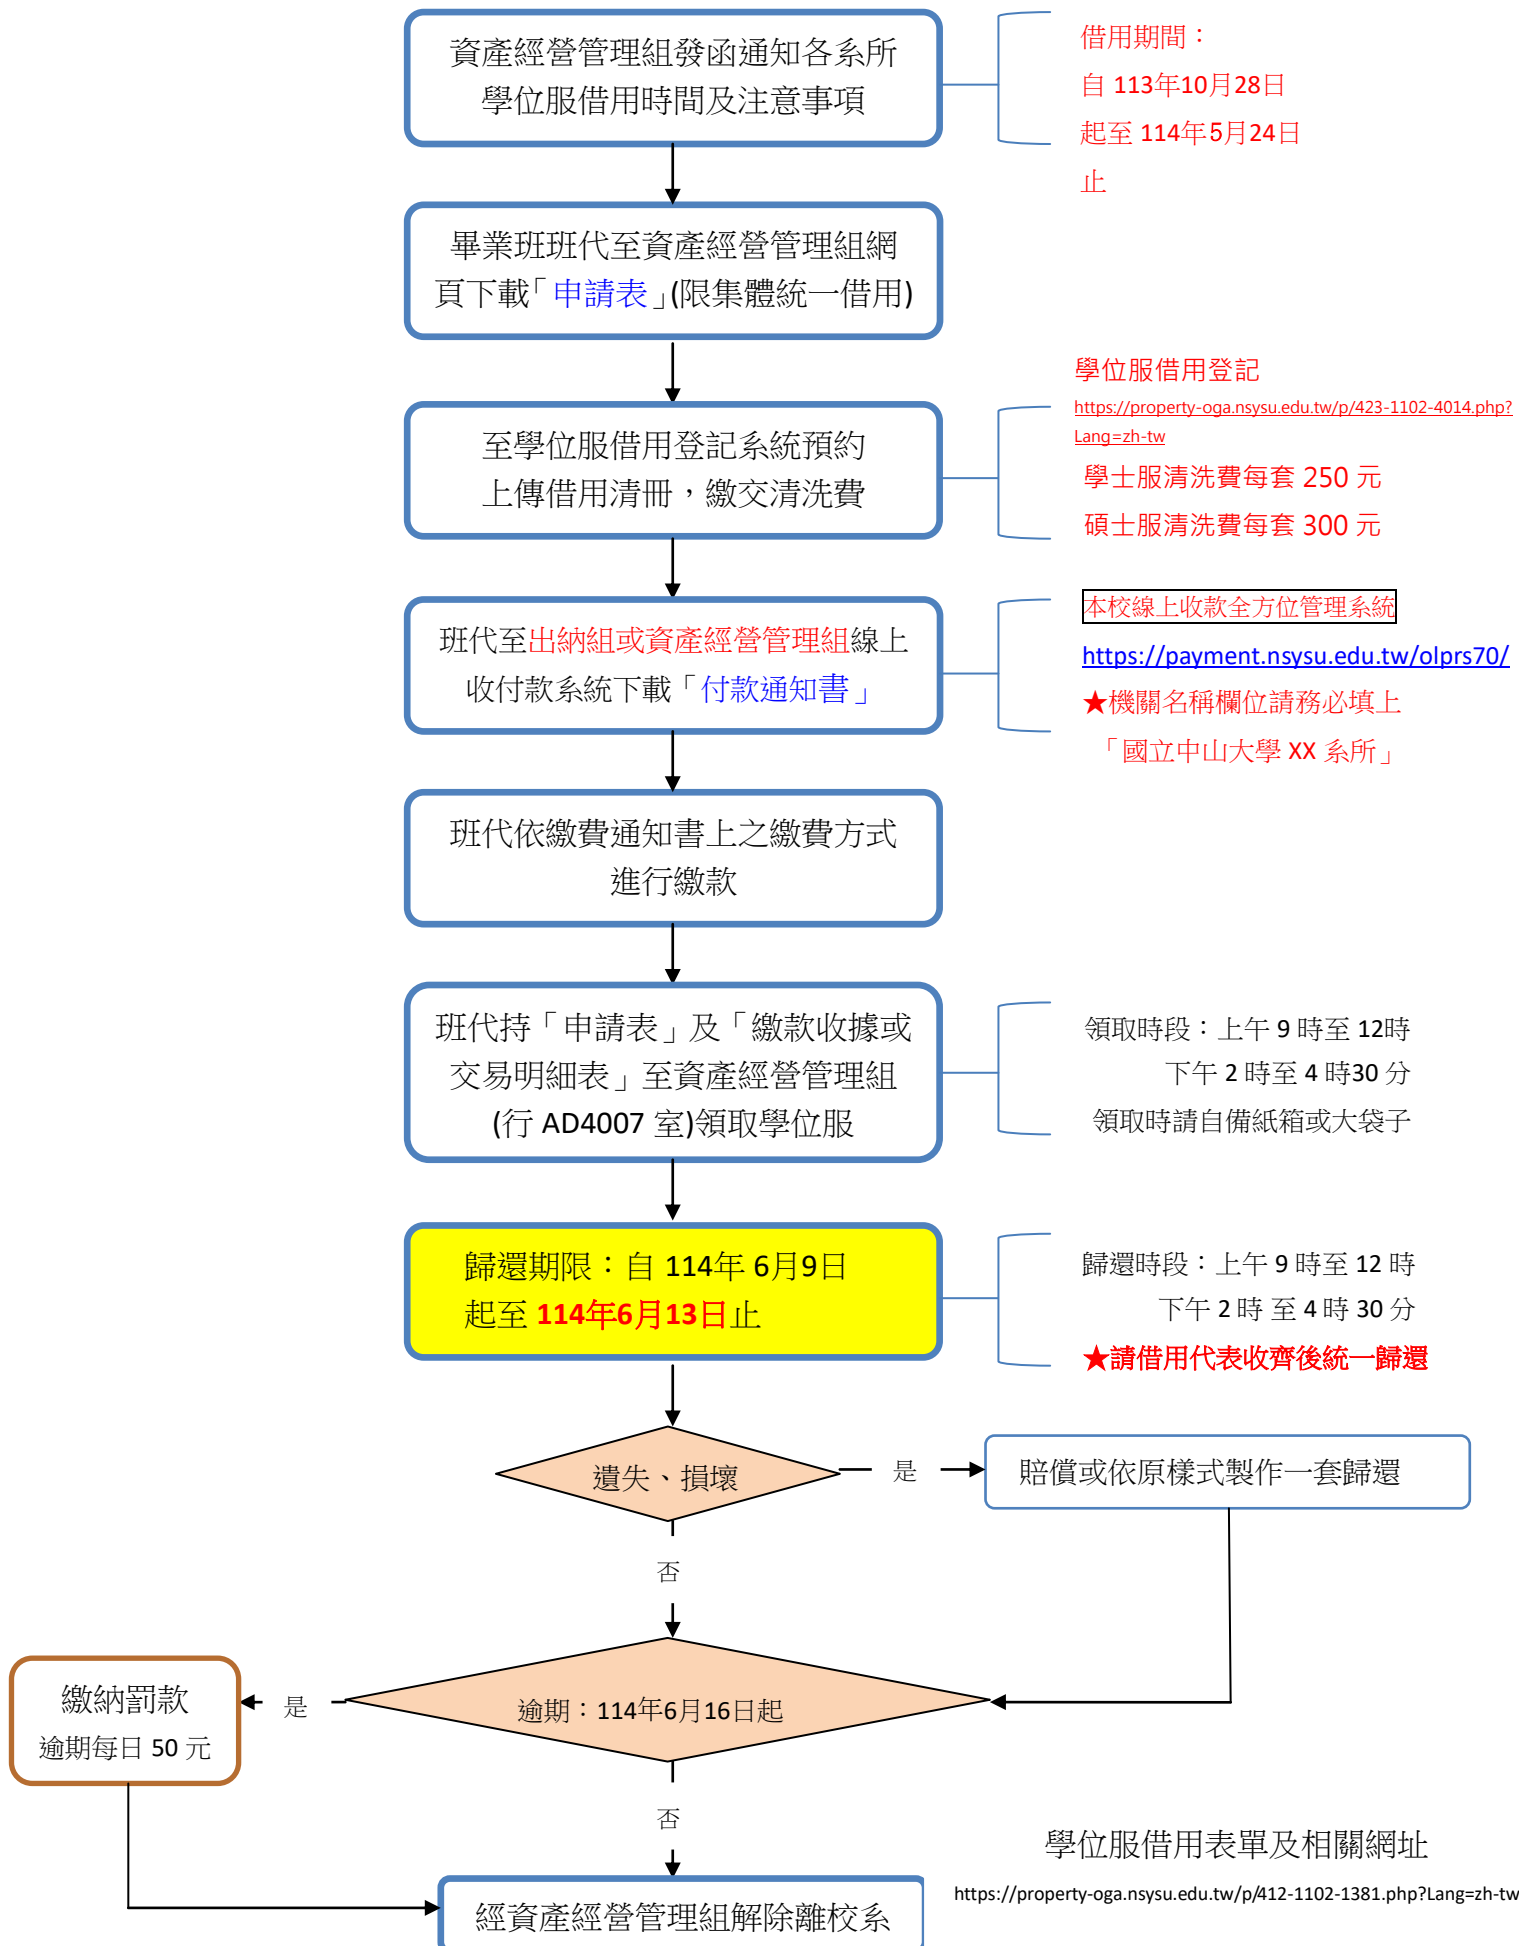 資產經營管理組發函通知各系所
學位服借用時間及注意事項
借用期間：
自 113年10月28日
起至 114年5月24日
止
畢業班班代至資產經營管理組網
頁下載「申請表」(限集體統一借用)
至學位服借用登記系統預約
上傳借用清冊，繳交清洗費
學位服借用登記
https://property-oga.nsysu.edu.tw/p/423-1102-4014.php?
Lang=zh-tw
學士服清洗費每套 250 元
碩士服清洗費每套 300 元
班代至出納組或資產經營管理組線上
收付款系統下載「付款通知書」
本校線上收款全方位管理系統
https://payment.nsysu.edu.tw/olprs70/
★機關名稱欄位請務必填上
「國立中山大學 XX 系所」
班代依繳費通知書上之繳費方式
進行繳款
班代持「申請表」及「繳款收據或
交易明細表」至資產經營管理組
(行 AD4007 室)領取學位服
領取時段：上午 9 時至 12時
下午 2 時至 4 時30 分
領取時請自備紙箱或大袋子
歸還期限：自 114年 6月9日
起至 114年6月13日止
歸還時段：上午 9 時至 12 時
下午 2 時 至 4 時 30 分
★請借用代表收齊後統一歸還
遺失、損壞
是
賠償或依原樣式製作一套歸還
否
逾期：114年6月16日起
是
繳納罰款
逾期每日 50 元
否
經資產經營管理組解除離校系
學位服借用表單及相關網址
https://property-oga.nsysu.edu.tw/p/412-1102-1381.php?Lang=zh-tw